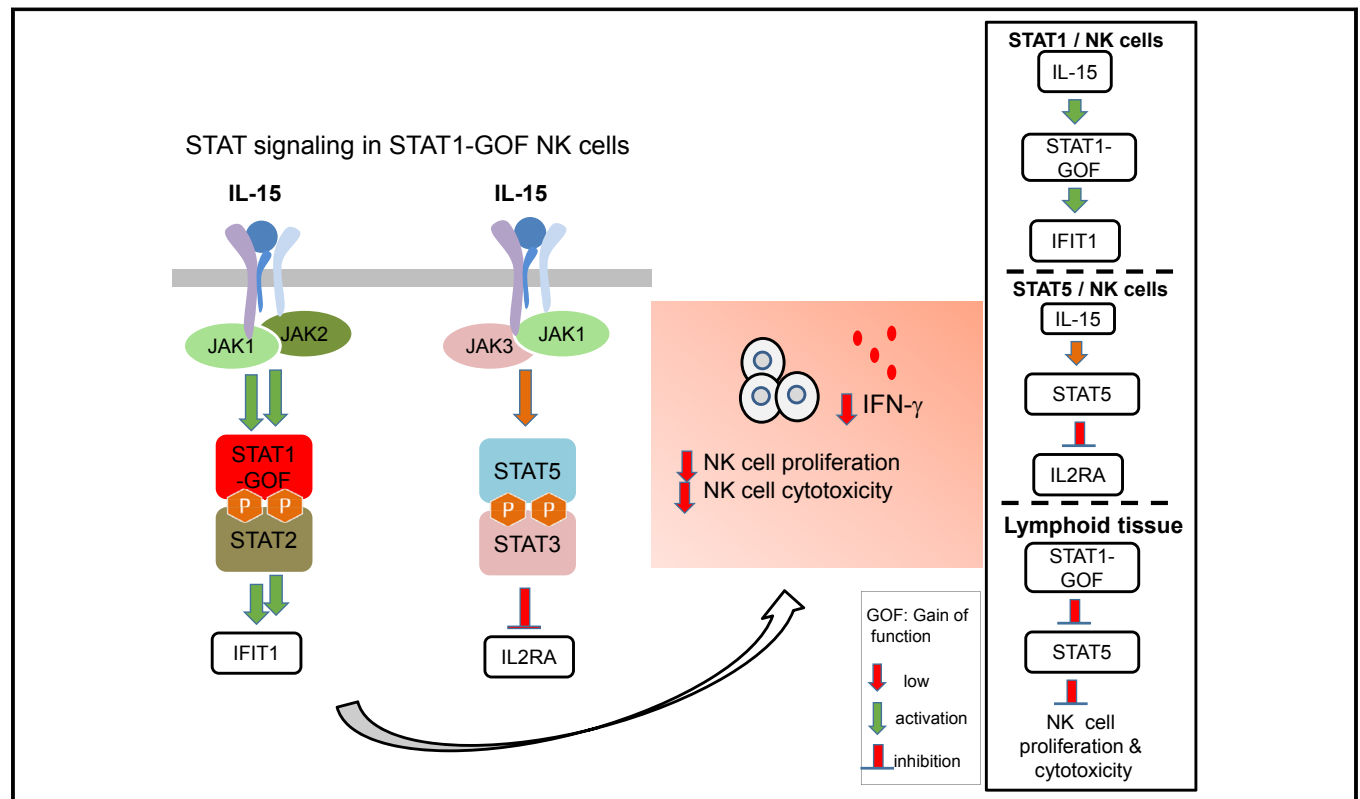 STAT signaling in STAT1-GOF NK cells
IL-15
IL-15
JAK1
JAK2
JAK3
JAK1
STAT1
-GOF
P
P
STAT2
IFIT1
STAT5
P
P
STAT3
IL2RA
IFN-γ
NK cell proliferation
NK cell cytotoxicity
GOF: Gain of
function
low
activation
inhibition
STAT1 / NK cells
IL-15
STAT1-
GOF
IFIT1
STAT5 / NK cells
IL-15
STAT5
IL2RA
Lymphoid tissue
STAT1-
GOF
STAT5
NK cell
proliferation &
cytotoxicity